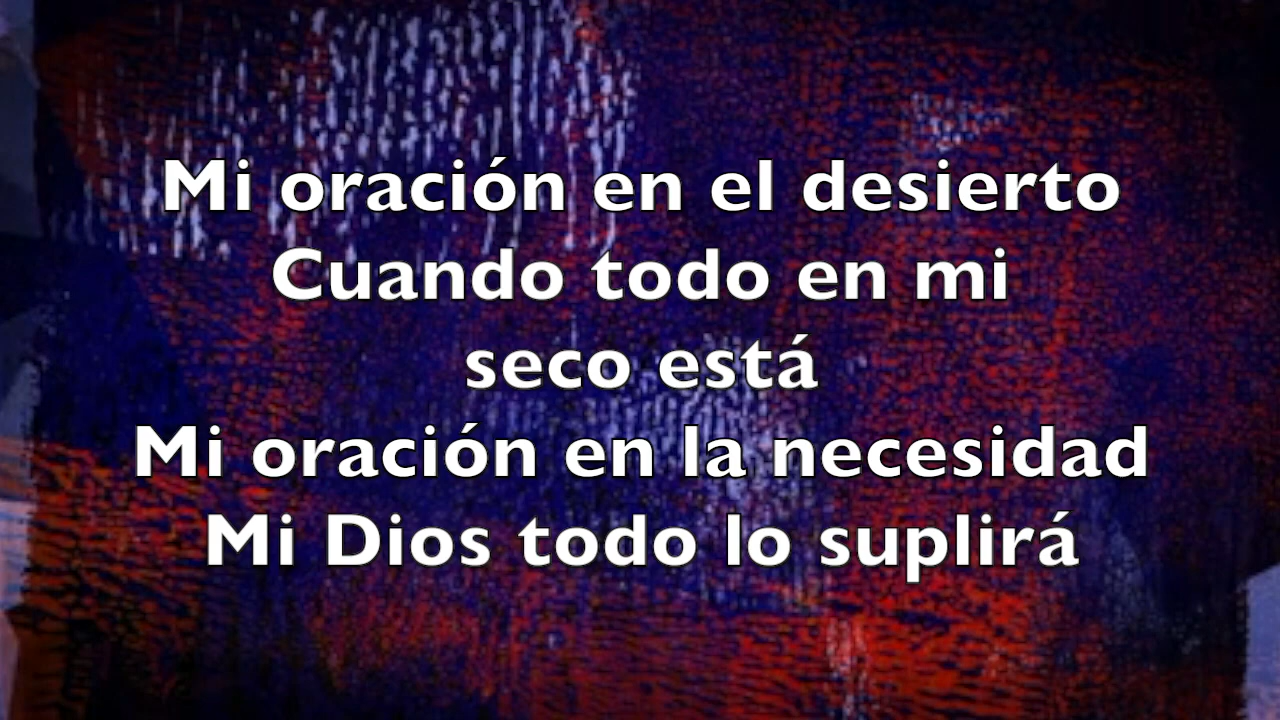 Mi oración en el desierto
Cuando todo en mi
seco está
Mi oración en la necesidad
Mi Dios todo lo suplirá